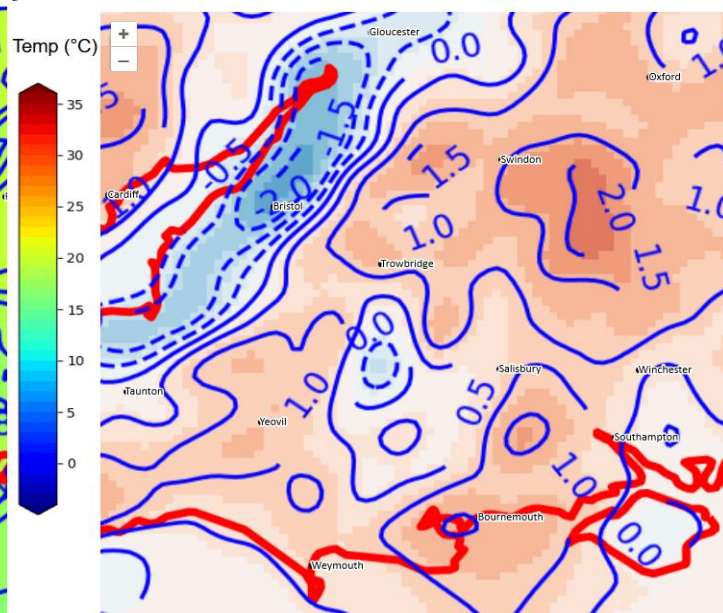 Temp (°C)
35
30
25
20
15
10
5
0
+
−
Gloucester
0.0
Oxford
1.5
-0.5
-2.0
1.5
Swindon
Cardiff
1.0
Bristol
2.0
1.0
1.0
1.5
Trowbridge
0.0
Taunton
1.0
Salisbury
Winchester
0.5
Yeovil
Southampton
1.0
Bournemouth
0.0
Weymouth